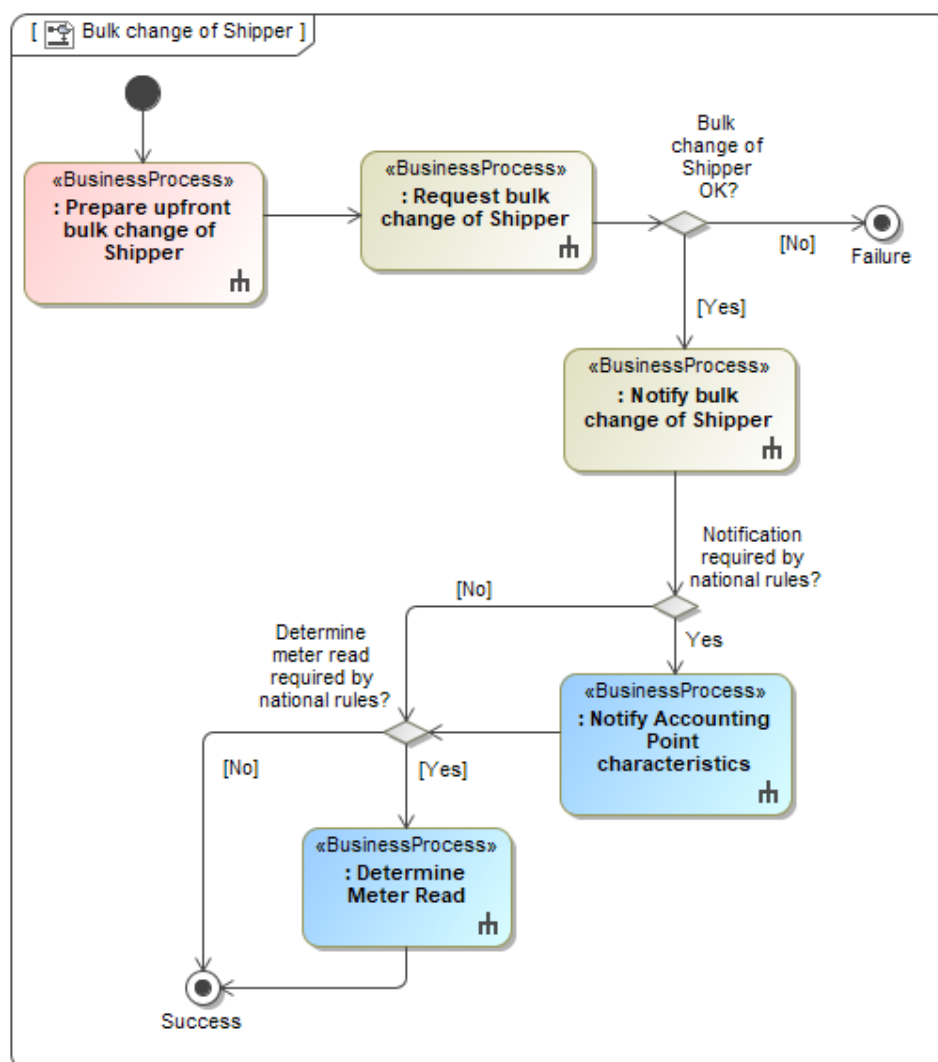 [ Bulk change of Shipper ]
«BusinessProcess»
: Prepare upfront
bulk change of
Shipper
«BusinessProcess»
: Request bulk
change of Shipper
Bulk
change of
Shipper
OK?
[No]
Failure
[Yes]
«BusinessProcess»
: Notify bulk
change of Shipper
Notification
required by
national rules?
[No]
Yes
Determine
meter read
required by
national rules?
«BusinessProcess»
: Notify Accounting
Point
characteristics
[No]
[Yes]
«BusinessProcess»
: Determine
Meter Read
Success